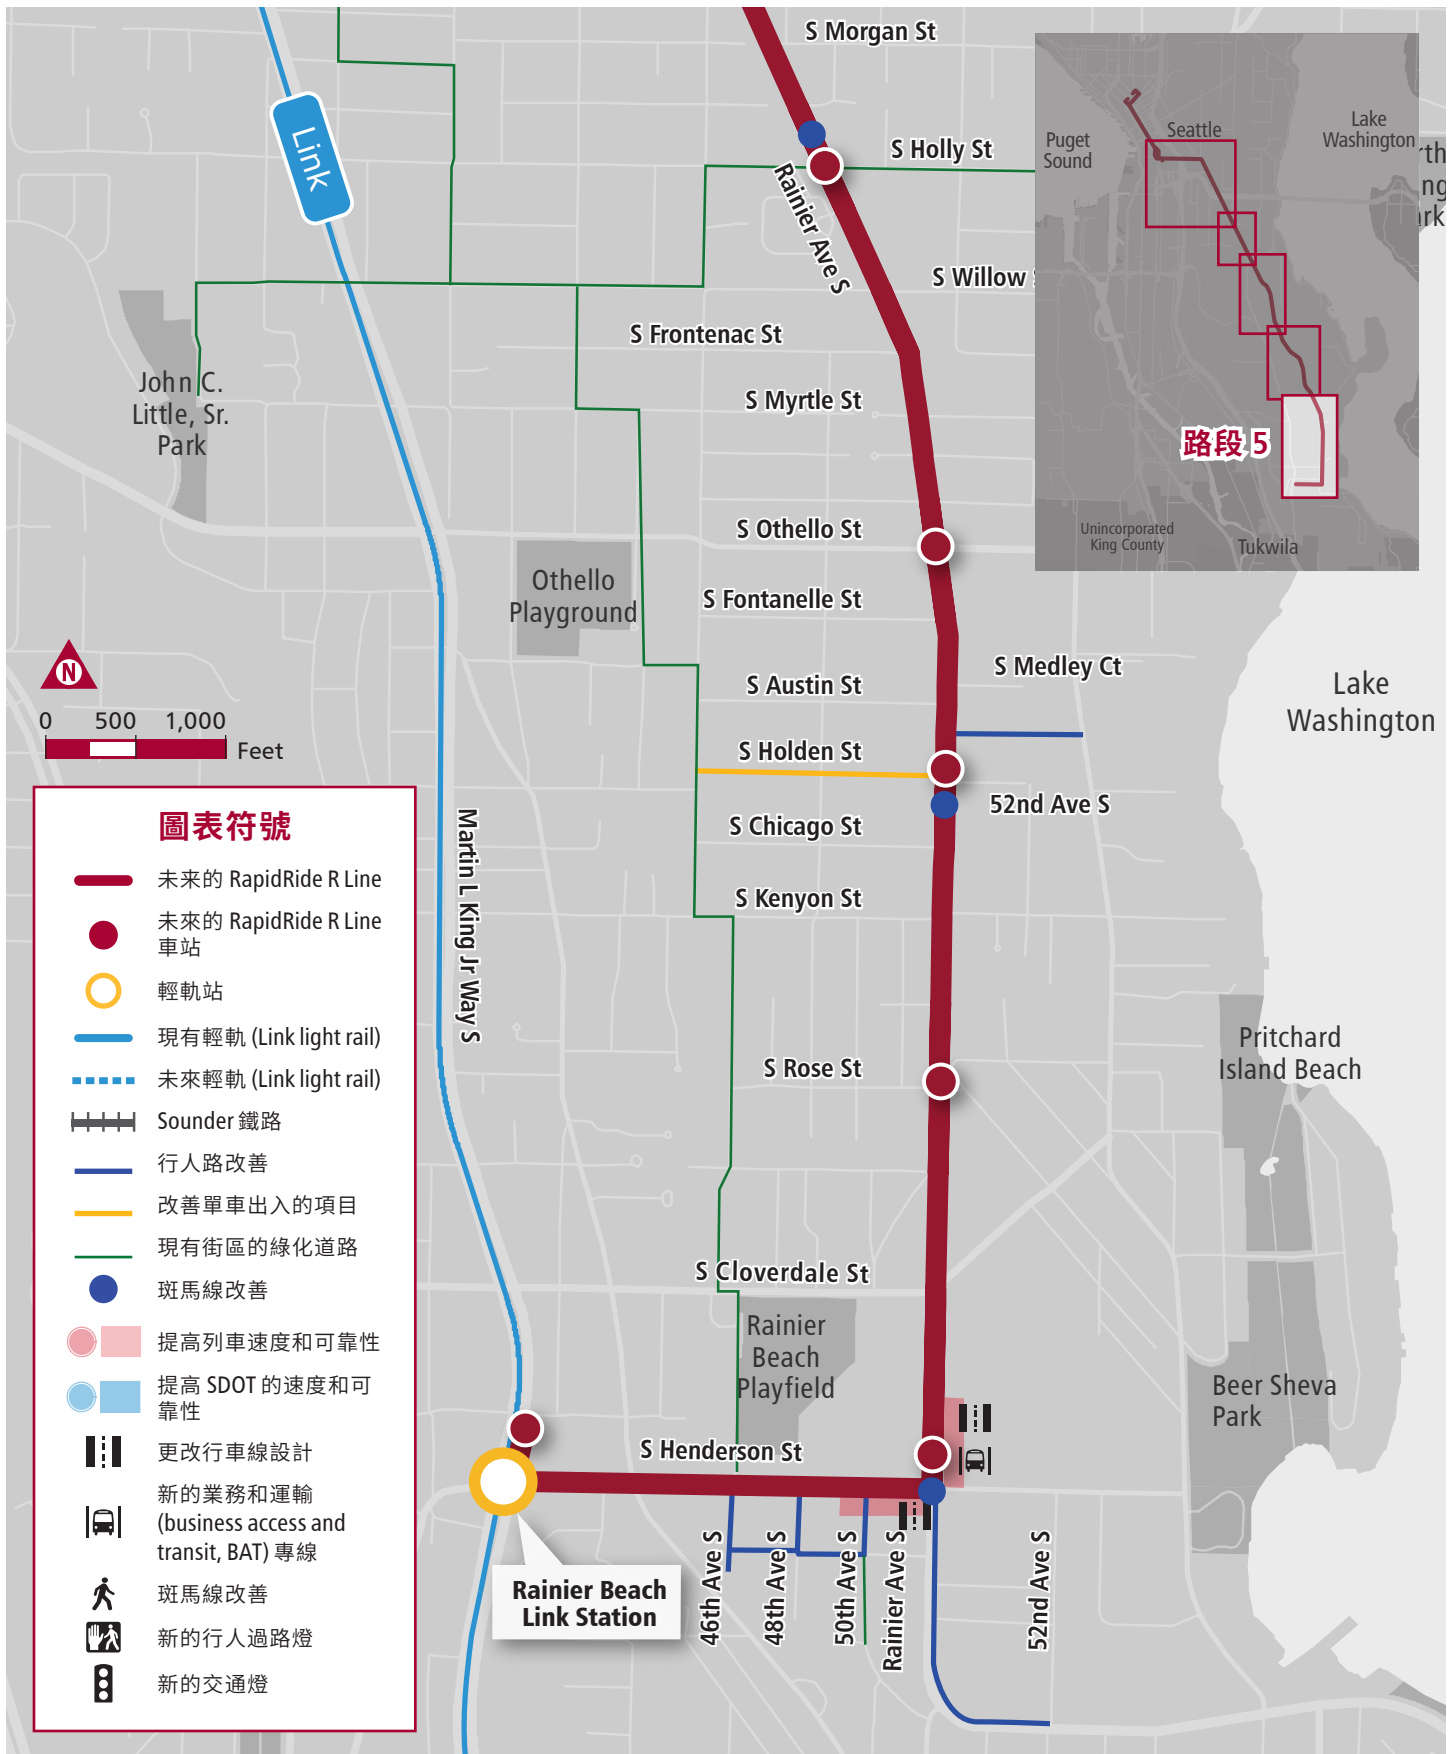 S Morgan St
Link
S Holly St
Rainier Ave S
S Willow
S Frontenac St
John C.
Little, Sr.
Park
S Myrtle St
S Othello St
Othello
Playground
S Fontanelle St
S Austin St
S Medley Ct
S Holden St
52nd Ave S
S Chicago St
S Kenyon St
Martin L King Jr Way S
S Rose St
S Cloverdale St
Rainier
Beach
Playfield
S Henderson St
Rainier Beach
Link Station
46th Ave S
48th Ave S
50th Ave S
Rainier Ave S
52nd Ave S
Lake
Washington
Pritchard
Island Beach
Beer Sheva
Park
Puget
Sound
Seattle
Lake
Washington
路段 5
Unincorporated
King County
Tukwila
rth
ng
ark
N
0 500 1,000
Feet
圖表符號
未来的 RapidRide R Line
未來的 RapidRide R Line
車站
輕軌站
現有輕軌 (Link light rail)
未來輕軌 (Link light rail)
Sounder 鐵路
行人路改善
改善單車出入的項目
現有街區的綠化道路
斑馬線改善
提高列車速度和可靠性
提高 SDOT 的速度和可
靠性
更改行車線設計
新的業務和運輸
(business access and
transit, BAT) 專線
斑馬線改善
新的行人過路燈
新的交通燈